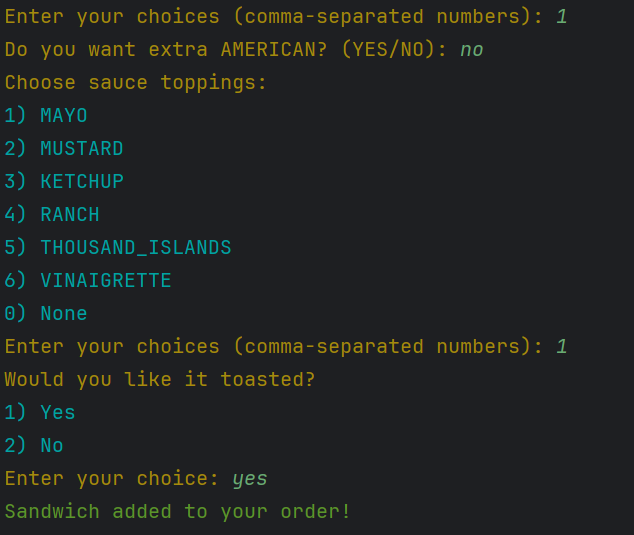 Enter your choices (comma-separated numbers): 1
Do you want extra AMERICAN? (YES/NO): no
Choose sauce toppings:
1) MAYO
2) MUSTARD
3) KETCHUP
4) RANCH
5) THOUSAND_ISLANDS
6) VINAIGRETTE
0) None
Enter your choices (comma-separated numbers): 1
Would you like it toasted?
1) Yes
2) No
Enter your choice: yes
Sandwich added to your order!